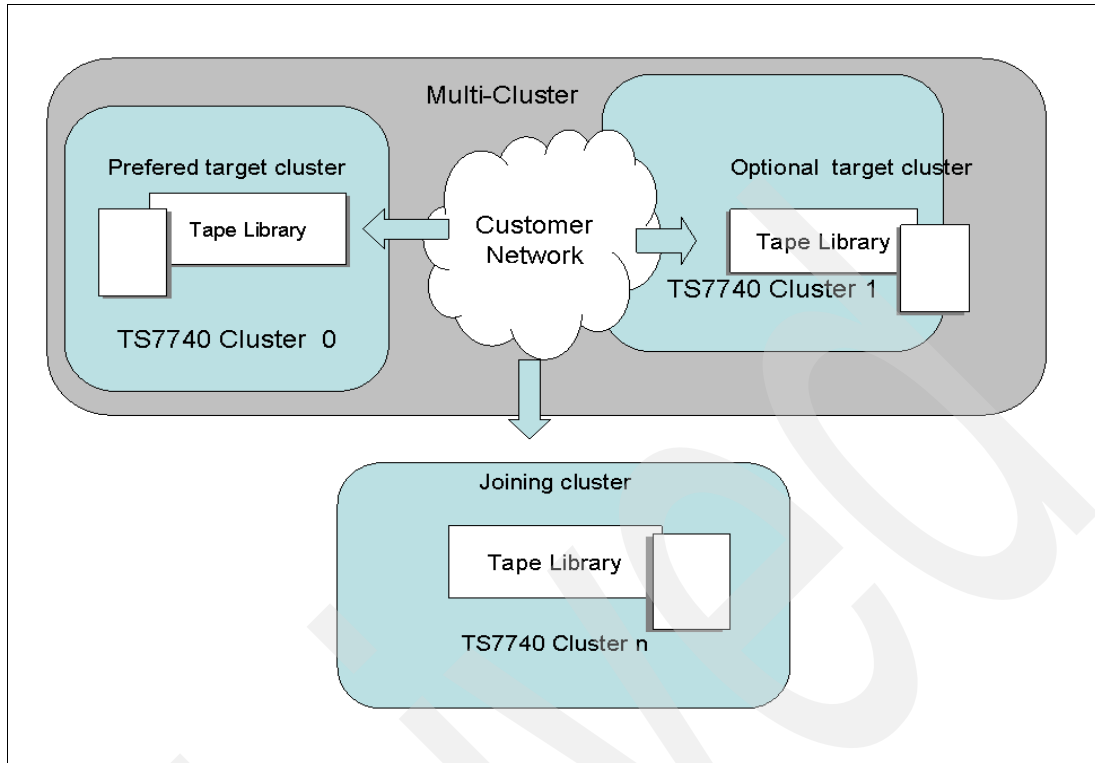 Multi-Cluster
Prefered target cluster
Tape Library
TS7740 Cluster 0
Customer
Network
Optional target cluster
Tape Library
TS7740 Cluster 1
Joining cluster
Tape Library
TS7740 Cluster n